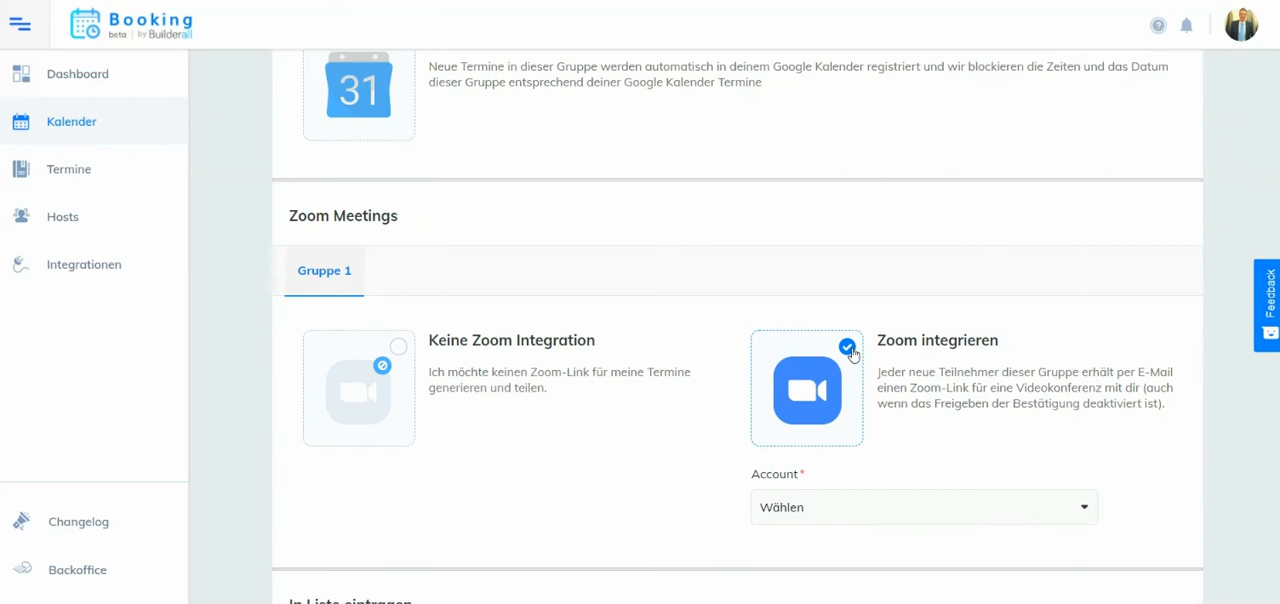 Booking
beta | by Builderall
Dashboard
Kalender
Termine
Hosts
Integrationen
Changelog
Backoffice
31
Neue Termine in dieser Gruppe werden automatisch in deinem Google Kalender registriert und wir blockieren die Zeiten und das Datum
dieser Gruppe entsprechend deiner Google Kalender Termine
Zoom Meetings
Gruppe 1
Keine Zoom Integration
Ich möchte keinen Zoom-Link für meine Termine
generieren und teilen.
Zoom integrieren
Jeder neue Teilnehmer dieser Gruppe erhält per E-Mail
einen Zoom-Link für eine Videokonferenz mit dir (auch
wenn das Freigeben der Bestätigung deaktiviert ist).
Account*
Wählen
In Liste eintragen
Feedback